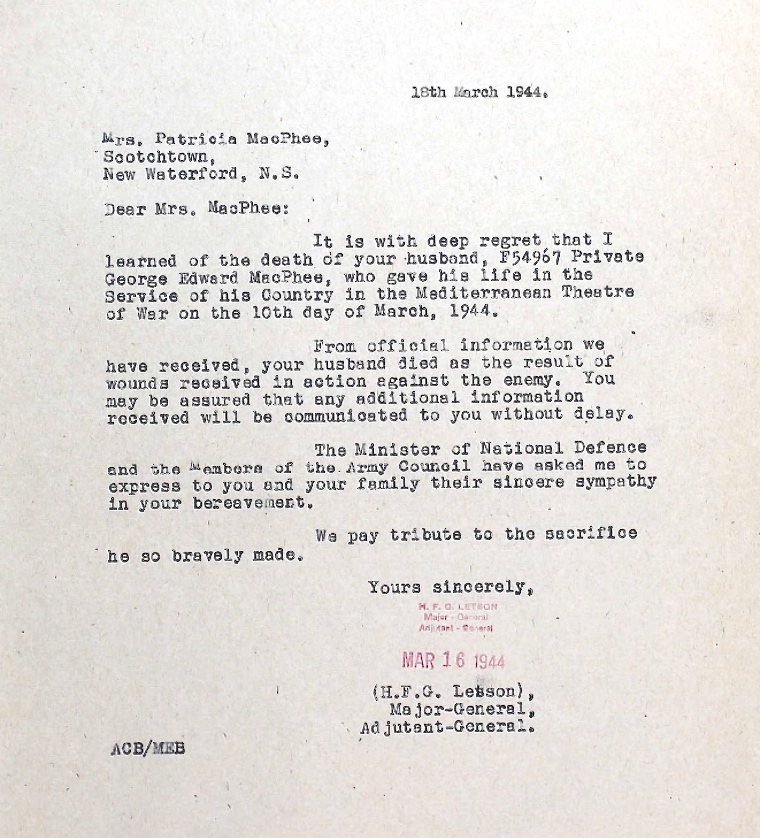 18th March 1944.
Mrs. Patricia MacPhee,
Scotchtown,
New Waterford, N.S.
Dear Mrs. MacPhee:
It is with deep regret that I
learned of the death of your husband, F54967 Private
George Edward MacPhee, who gave his life in the
Service of his Country in the Mediterranean Theatre
of War on the 10th day of March, 1944.
From official information we
have received, your husband died as the result of
wounds received in action against the enemy. You
may be assured that any additional information
received will be communicated to you without delay.
The Minister of National Defence
and the Members of the Army Council have asked me to
express to you and your family their sincere sympathy
in your bereavement.
We pay tribute to the sacrifice
he so bravely made.
Yours sincerely,
H. F. G. LETSON
Major - General
Adjutant - General
MAR 16 1944
(H.F.G. Letson),
Major-General,
Adjutant-General.
ACB/MEB